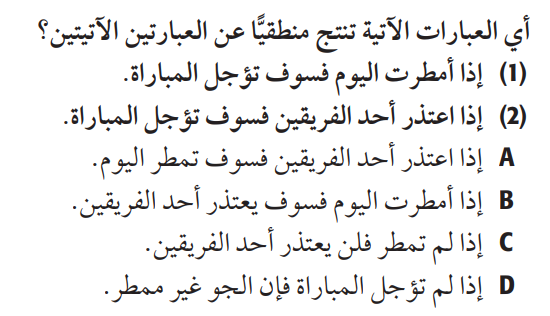 أي العبارات الآتية تنتج منطقيًّا عن العبارتين الآتيتين؟
(1) إذا أمطرت اليوم فسوف تؤجل المباراة.
(2) إذا اعتذر أحد الفريقين فسوف تؤجل المباراة.
A إذا اعتذر أحد الفريقين فسوف تمطر اليوم.
B إذا أمطرت اليوم فسوف يعتذر أحد الفريقين.
C إذا لم تمطر فلن يعتذر أحد الفريقين.
D إذا لم تؤجل المباراة فإن الجو غير ممطر.